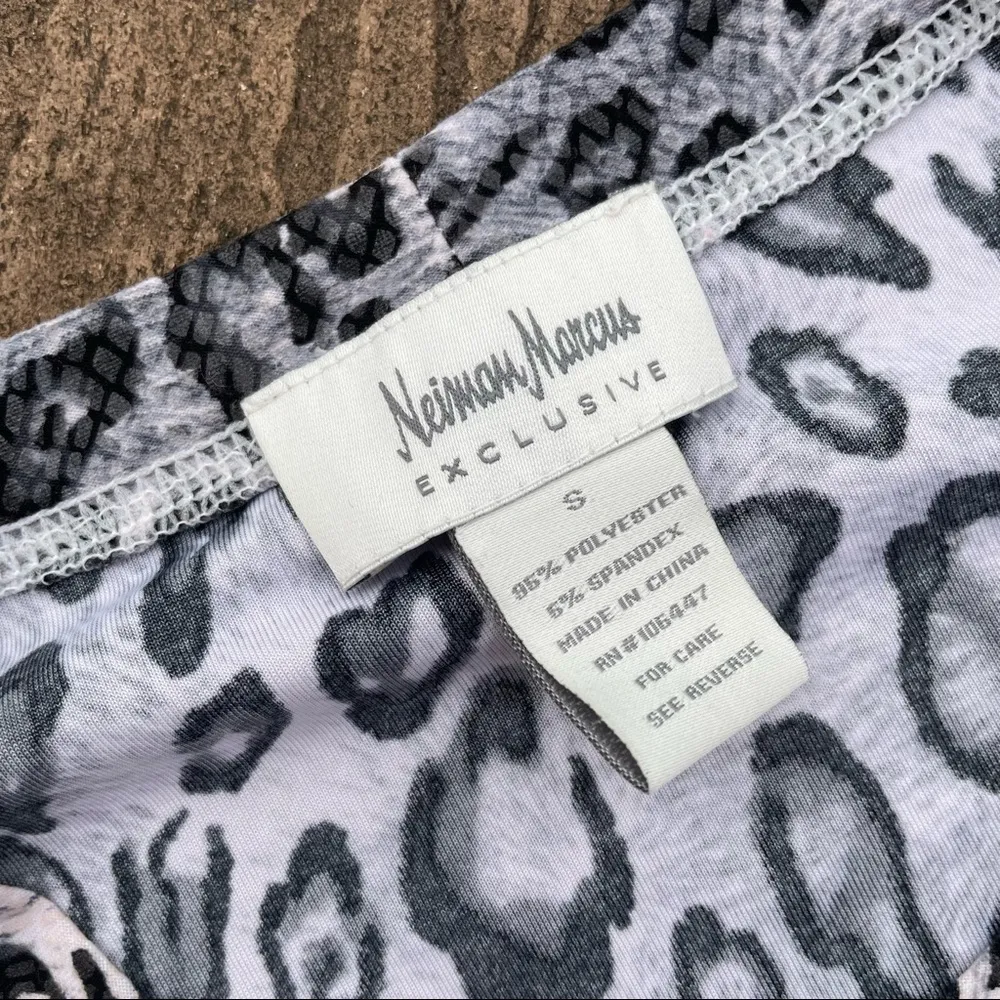 Neiman Marcus
EXCLUSIVE
S
95% POLYESTER
5% SPANDEX
MADE IN CHINA
RN#106447
FOR CARE
SEE REVERSE